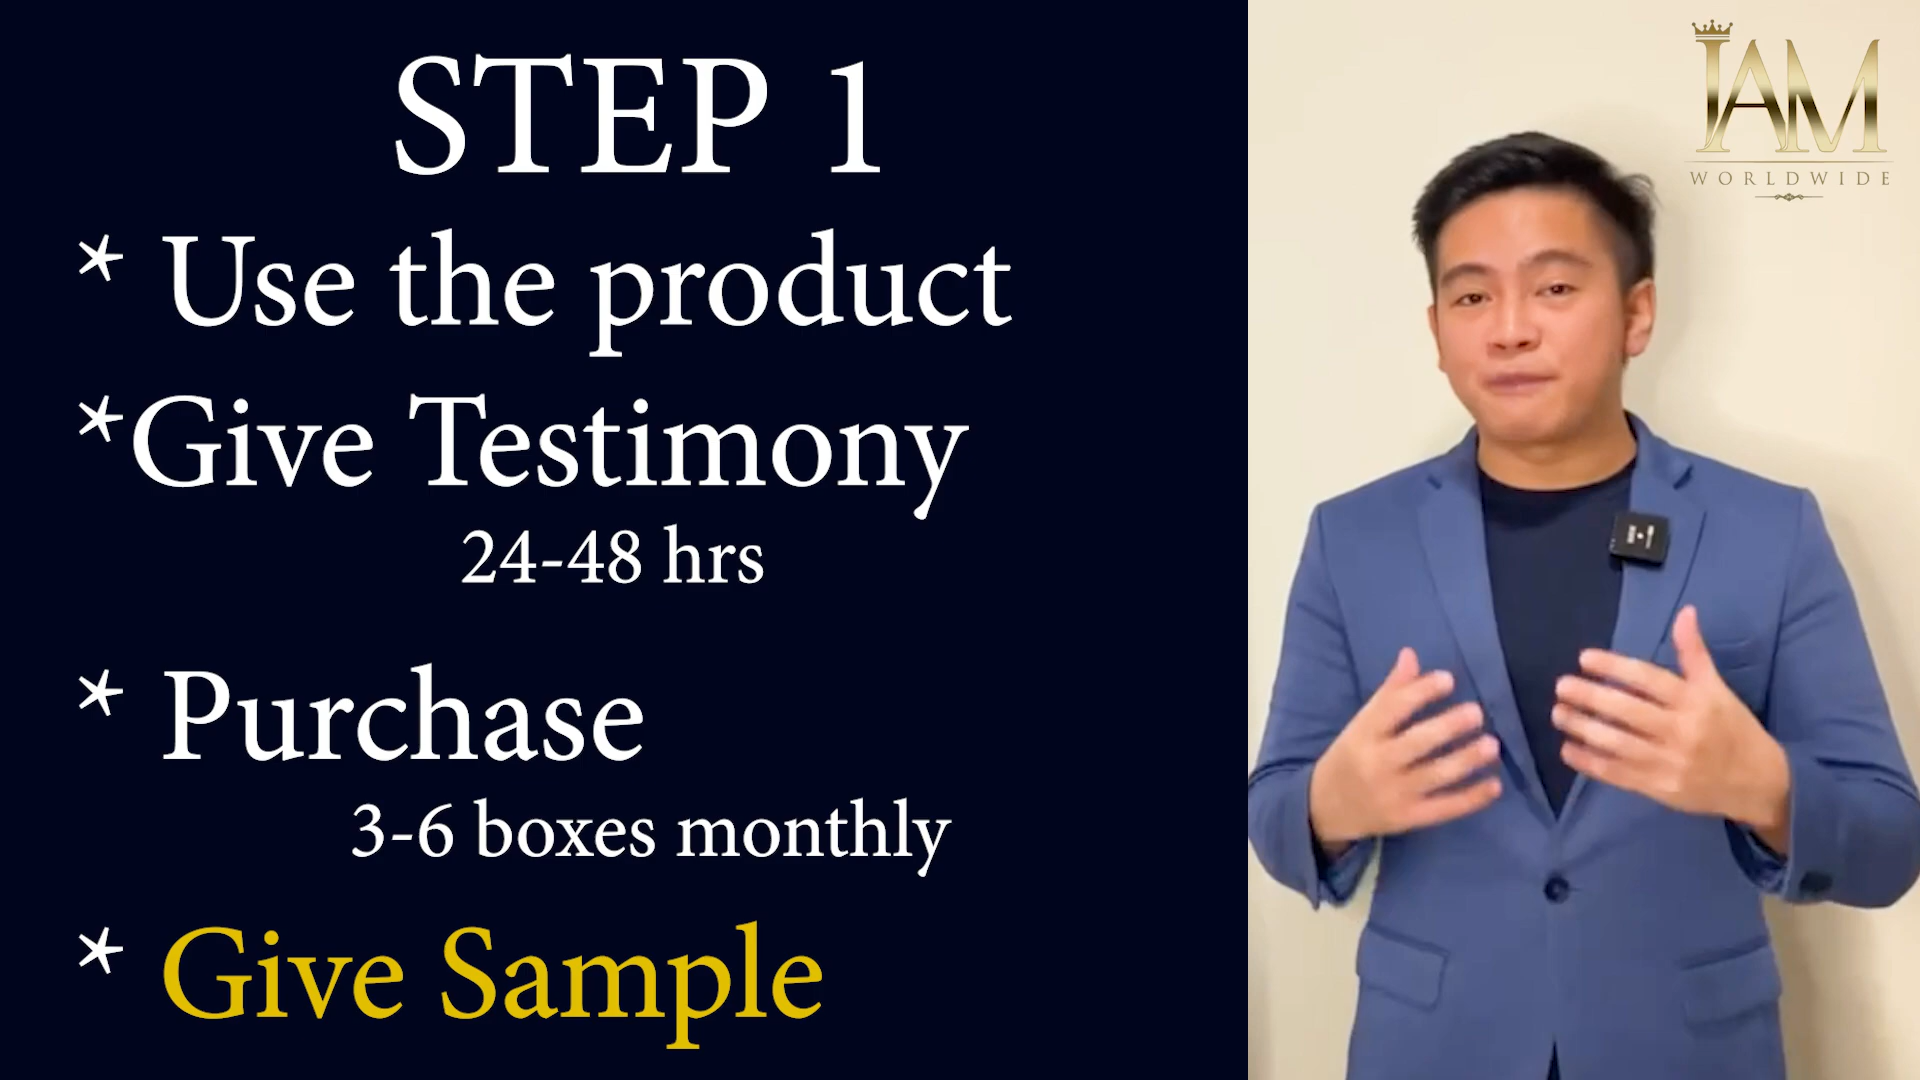 STEP 1
* Use the product
*Give Testimony
24-48 hrs
* Purchase
3-6 boxes monthly
* Give Sample
IAM
WORLDWIDE